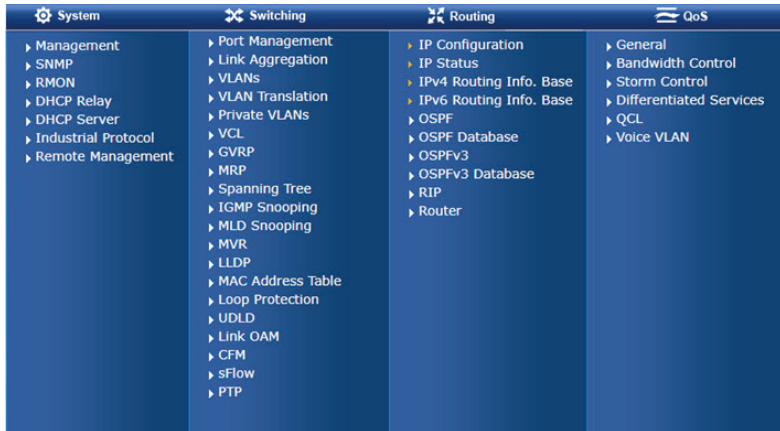 System
Management
SNMP
RMON
DHCP Relay
DHCP Server
Industrial Protocol
Remote Management
Switching
Port Management
Link Aggregation
VLANs
VLAN Translation
Private VLANs
VCL
GVRP
MRP
Spanning Tree
IGMP Snooping
MLD Snooping
MVR
LLDP
MAC Address Table
Loop Protection
UDLD
Link OAM
CFM
sFlow
PTP
Routing
IP Configuration
IP Status
IPv4 Routing Info. Base
IPv6 Routing Info. Base
OSPF
OSPF Database
OSPFv3
OSPFv3 Database
RIP
Router
QoS
General
Bandwidth Control
Storm Control
Differentiated Services
QCL
Voice VLAN